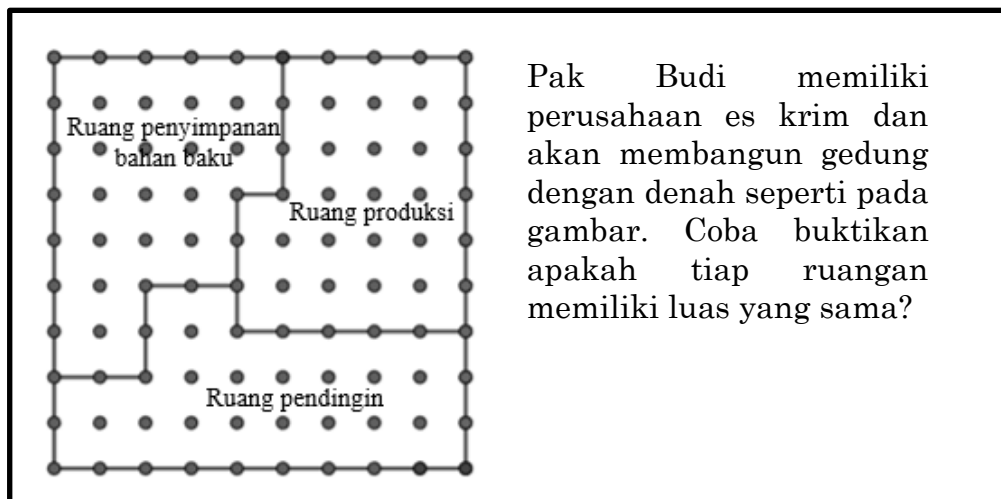 Ruang penyimpanan
bahan baku
Ruang produksi
Ruang pendingin
Pak Budi memiliki
perusahaan es krim dan
akan membangun gedung
dengan denah seperti pada
gambar. Coba buktikan
apakah tiap ruangan
memiliki luas yang sama?